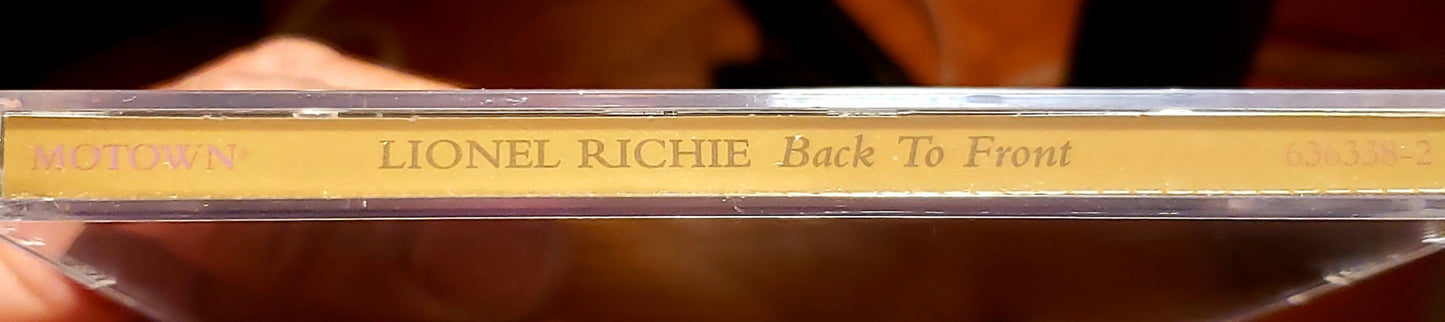 MOTOWN® LIONEL RICHIE Back To Front 636338-2